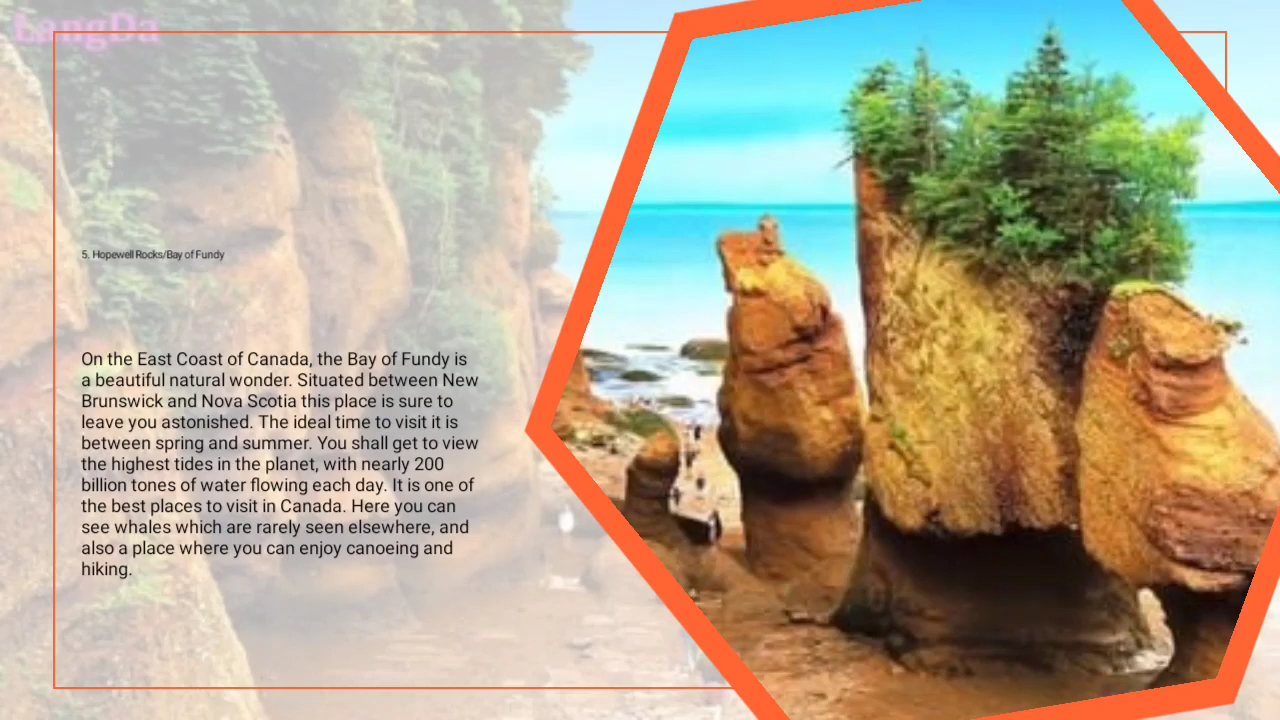 LangDa
5. Hopewell Rocks/Bay of Fundy
On the East Coast of Canada, the Bay of Fundy is
a beautiful natural wonder. Situated between New
Brunswick and Nova Scotia this place is sure to
leave you astonished. The ideal time to visit it is
between spring and summer. You shall get to view
the highest tides in the planet, with nearly 200
billion tones of water flowing each day. It is one of
the best places to visit in Canada. Here you can
see whales which are rarely seen elsewhere, and
also a place where you can enjoy canoeing and
hiking.